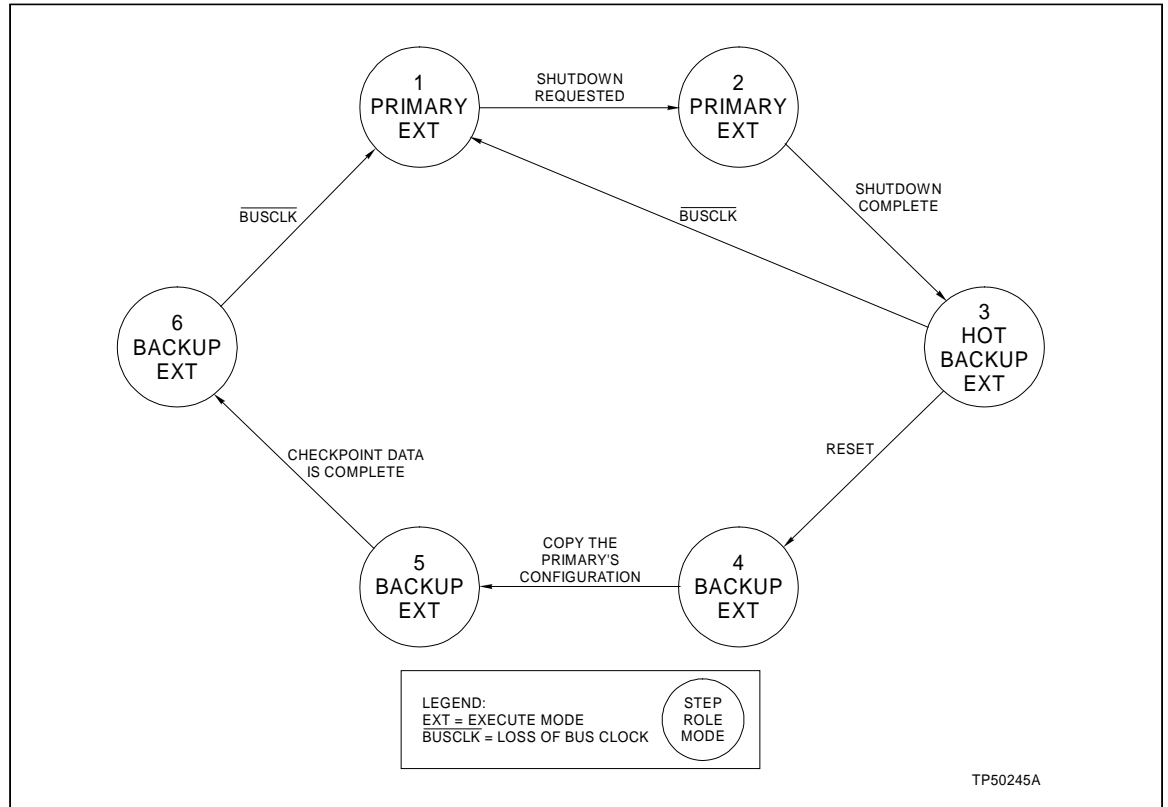 1
PRIMARY
EXT
SHUTDOWN
REQUESTED
2
PRIMARY
EXT
SHUTDOWN
COMPLETE
BUSCLK
BUSCLK
6
BACKUP
EXT
3
HOT
BACKUP
EXT
RESET
CHECKPOINT DATA
IS COMPLETE
5
BACKUP
EXT
COPY THE
PRIMARY'S
CONFIGURATION
4
BACKUP
EXT
LEGEND:
EXT = EXECUTE MODE
BUSCLK = LOSS OF BUS CLOCK
STEP
ROLE
MODE
TP50245A